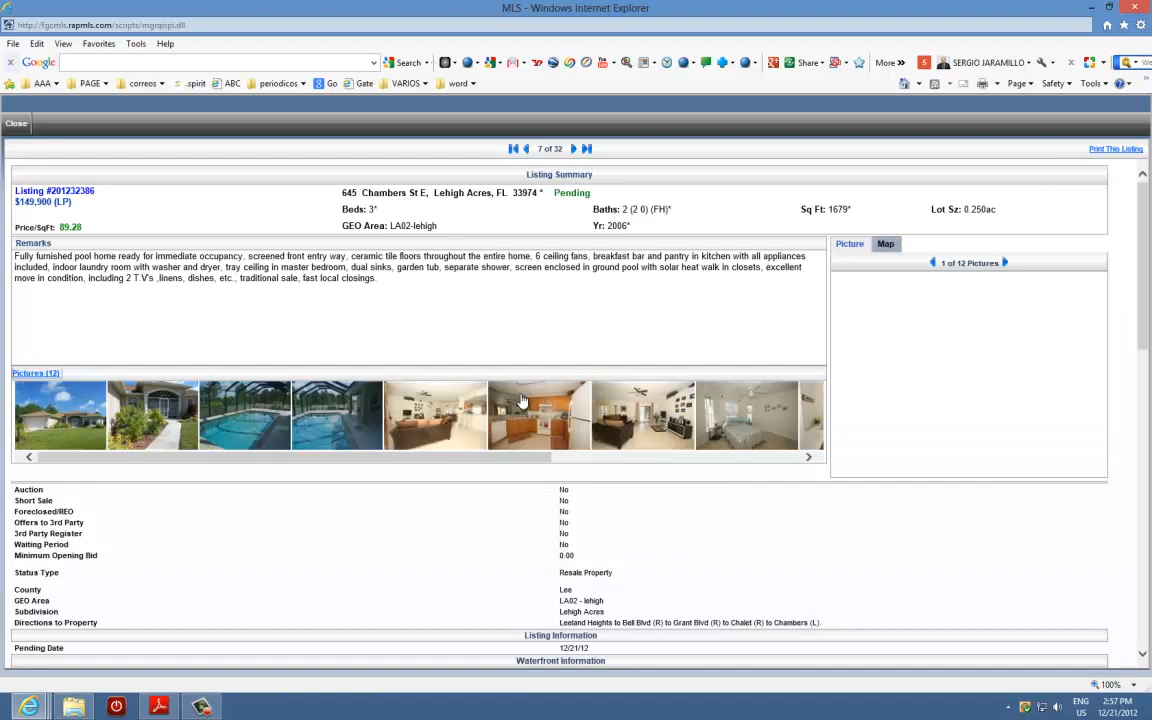 MLS - Windows Internet Explorer
http://fgcmls.rapmls.com/scripts/mgrqispi.dll
File Edit View Favorites Tools Help
x Google Search More » 5 SERGIO JARAMILLO x
Share
AAA PAGE correos .spirit ABC periodicos Go Gate VARIOS word
Page Safety Tools
Close
7 of 32
Print This Listing
Listing Summary
Listing #201232386
$149,900 (LP)
645 Chambers St E, Lehigh Acres, FL 33974 * Pending
Beds: 3* Baths: 2 (2 0) (FH)* Sq Ft: 1679* Lot Sz: 0.250ac
Price/SqFt: 89.28 GEO Area: LA02-lehigh Yr: 2006*
Remarks
Fully furnished pool home ready for immediate occupancy, screened front entry way, ceramic tile floors throughout the entire home, 6 ceiling fans, breakfast bar and pantry in kitchen with all appliances
included, indoor laundry room with washer and dryer, tray ceiling in master bedroom, dual sinks, garden tub, separate shower, screen enclosed in ground pool with solar heat walk in closets, excellent
move in condition, including 2 T.V's ,linens, dishes, etc., traditional sale, fast local closings.
Picture Map
1 of 12 Pictures
Pictures (12)
Auction No
Short Sale No
Foreclosed/REO No
Offers to 3rd Party No
3rd Party Register No
Waiting Period No
Minimum Opening Bid 0.00
Status Type Resale Property
County Lee
GEO Area LA02 - lehigh
Subdivision Lehigh Acres
Directions to Property Leeland Heights to Bell Blvd (R) to Grant Blvd (R) to Chalet (R) to Chambers (L).
Listing Information
Pending Date 12/21/12
Waterfront Information
100%
ENG 2:57 PM
US 12/21/2012